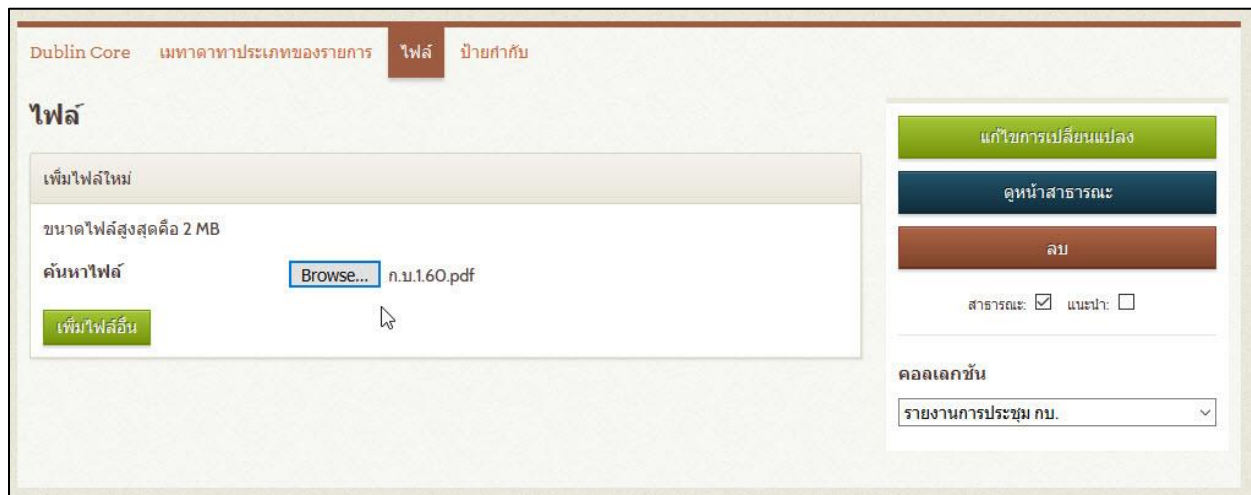 Dublin Core เมทาดาทาประเภทของรายการ ไฟล์ ป้ายกำกับ
ไฟล์
เพิ่มไฟล์ใหม่
ขนาดไฟล์สูงสุดคือ 2 MB
ค้นหาไฟล์ Browse... ก.บ.1.60.pdf
เพิ่มไฟล์อื่น
แก้ไขการเปลี่ยนแปลง
ดูหน้าสาธารณะ
ลบ
สาธารณะ: แนะนำ:
คอลเลกชัน
รายงานการประชุม กบ.